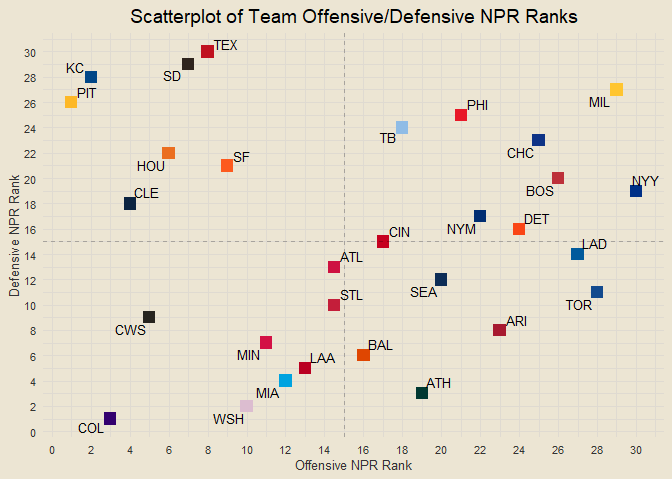 Scatterplot of Team Offensive/Defensive NPR Ranks
Defensive NPR Rank
30
28
26
24
22
20
18
16
14
12
10
8
6
4
2
0
TEX
KC
SD
PIT
MIL
PHI
TB
CHC
HOU
SF
BOS
NYY
CLE
NYM
DET
CIN
LAD
ATL
SEA
STL
TOR
CWS
ARI
MIN
LAA
BAL
MIA
ATH
WSH
COL
0 2 4 6 8 10 12 14 16 18 20 22 24 26 28 30
Offensive NPR Rank